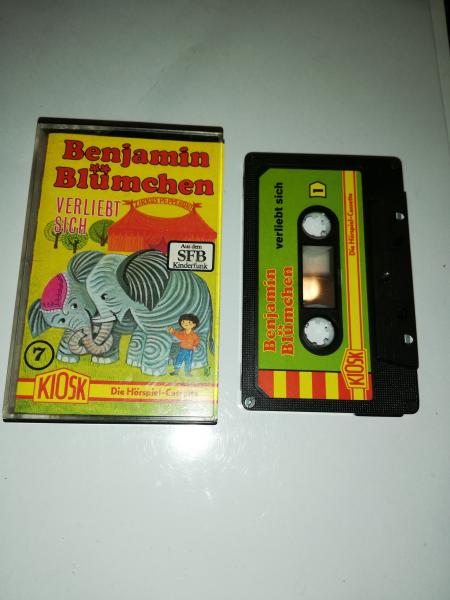 Benjamin
Blümchen
VERLIEBT
SICH
ZIRKUS PEPPERONI
Aus dem
SFB
Kinderfunk
7
KIOSK
Die Hörspiel-Cassette
Benjamin
Blümchen
verliebt sich
1
Die Hörspiel-Cassette
KIOSK